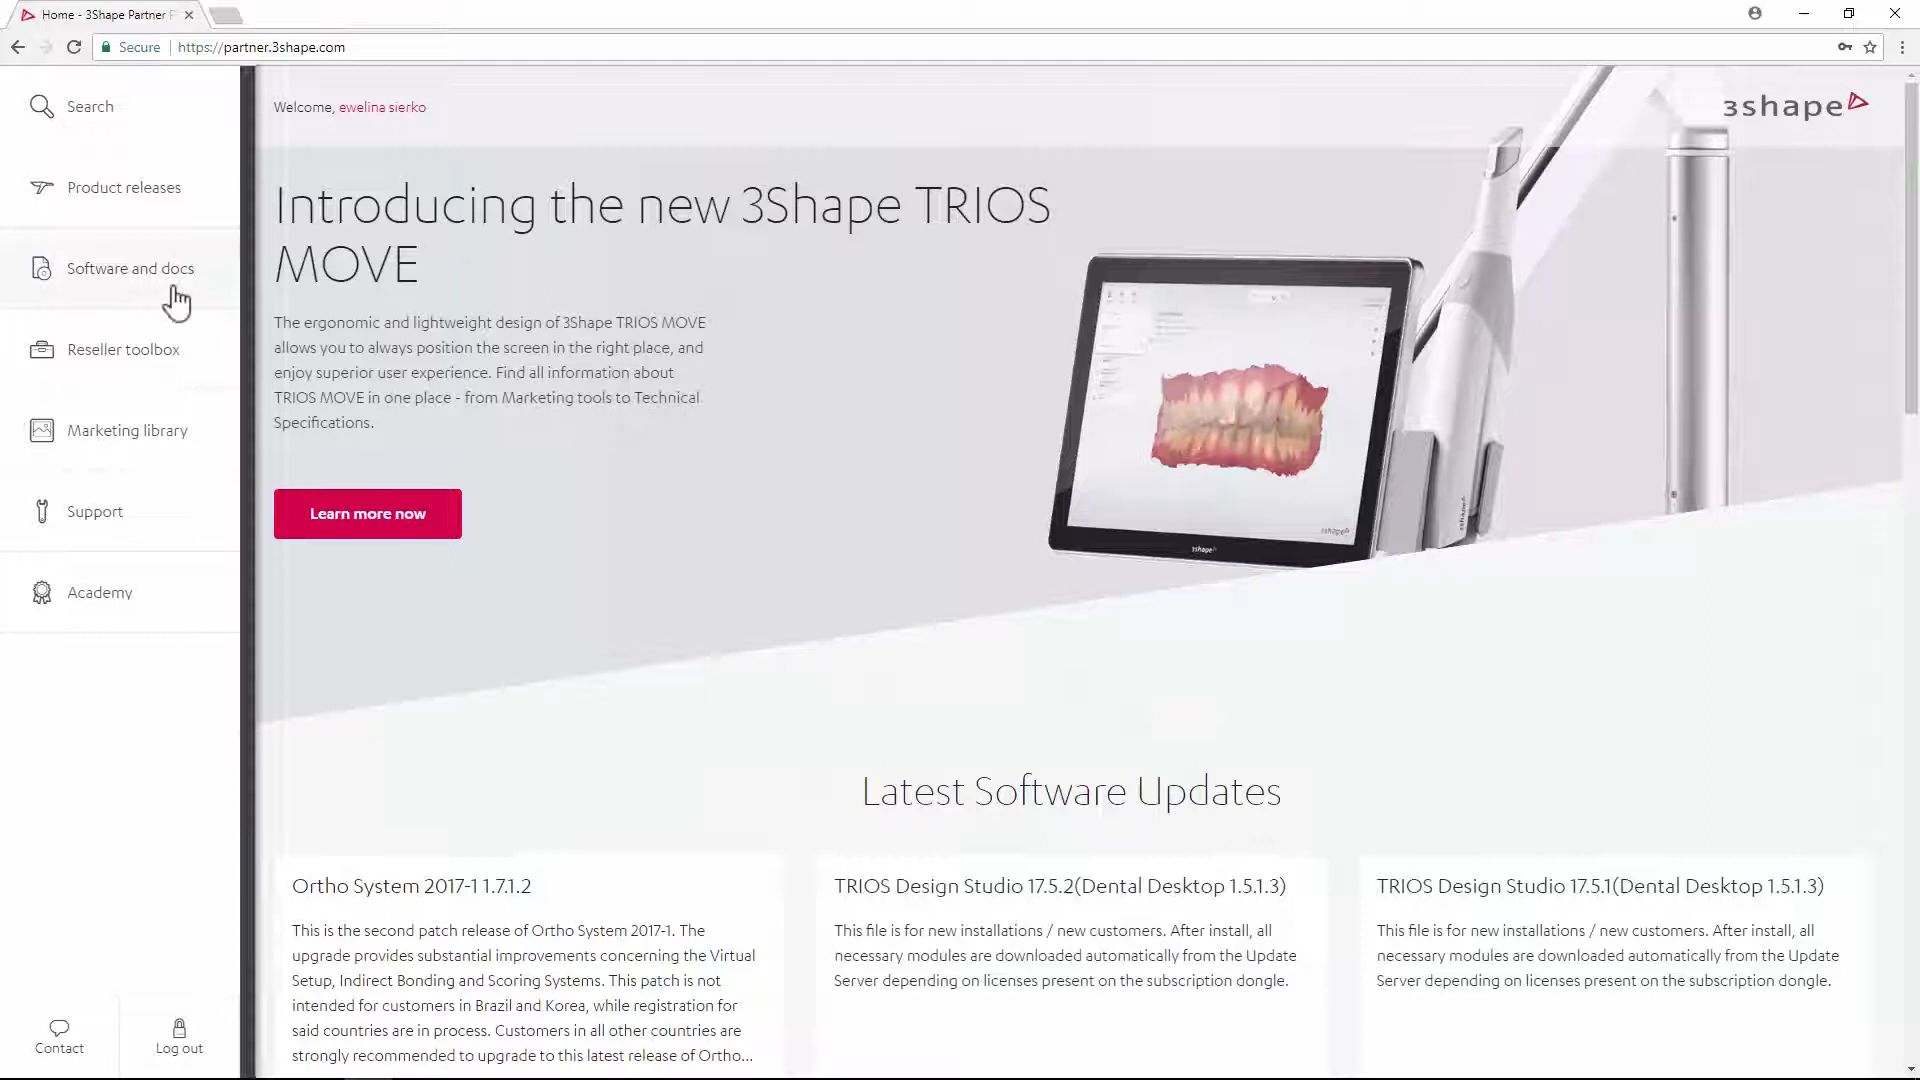 Home - 3Shape Partner
Secure
https://partner.3shape.com
Search
Product releases
Software and docs
Reseller toolbox
Marketing library
Support
Academy
Contact
Log out
Welcome, ewelina sierko
3shape
Introducing the new 3Shape TRIOS
MOVE
The ergonomic and lightweight design of 3Shape TRIOS MOVE
allows you to always position the screen in the right place, and
enjoy superior user experience. Find all information about
TRIOS MOVE in one place - from Marketing tools to Technical
Specifications.
Learn more now
3shape
3shape
3shape
Latest Software Updates
Ortho System 2017-1 1.7.1.2
This is the second patch release of Ortho System 2017-1. The
upgrade provides substantial improvements concerning the Virtual
Setup, Indirect Bonding and Scoring Systems. This patch is not
intended for customers in Brazil and Korea, while registration for
said countries are in process. Customers in all other countries are
strongly recommended to upgrade to this latest release of Ortho...
TRIOS Design Studio 17.5.2(Dental Desktop 1.5.1.3)
This file is for new installations / new customers. After install, all
necessary modules are downloaded automatically from the Update
Server depending on licenses present on the subscription dongle.
TRIOS Design Studio 17.5.1(Dental Desktop 1.5.1.3)
This file is for new installations / new customers. After install, all
necessary modules are downloaded automatically from the Update
Server depending on licenses present on the subscription dongle.